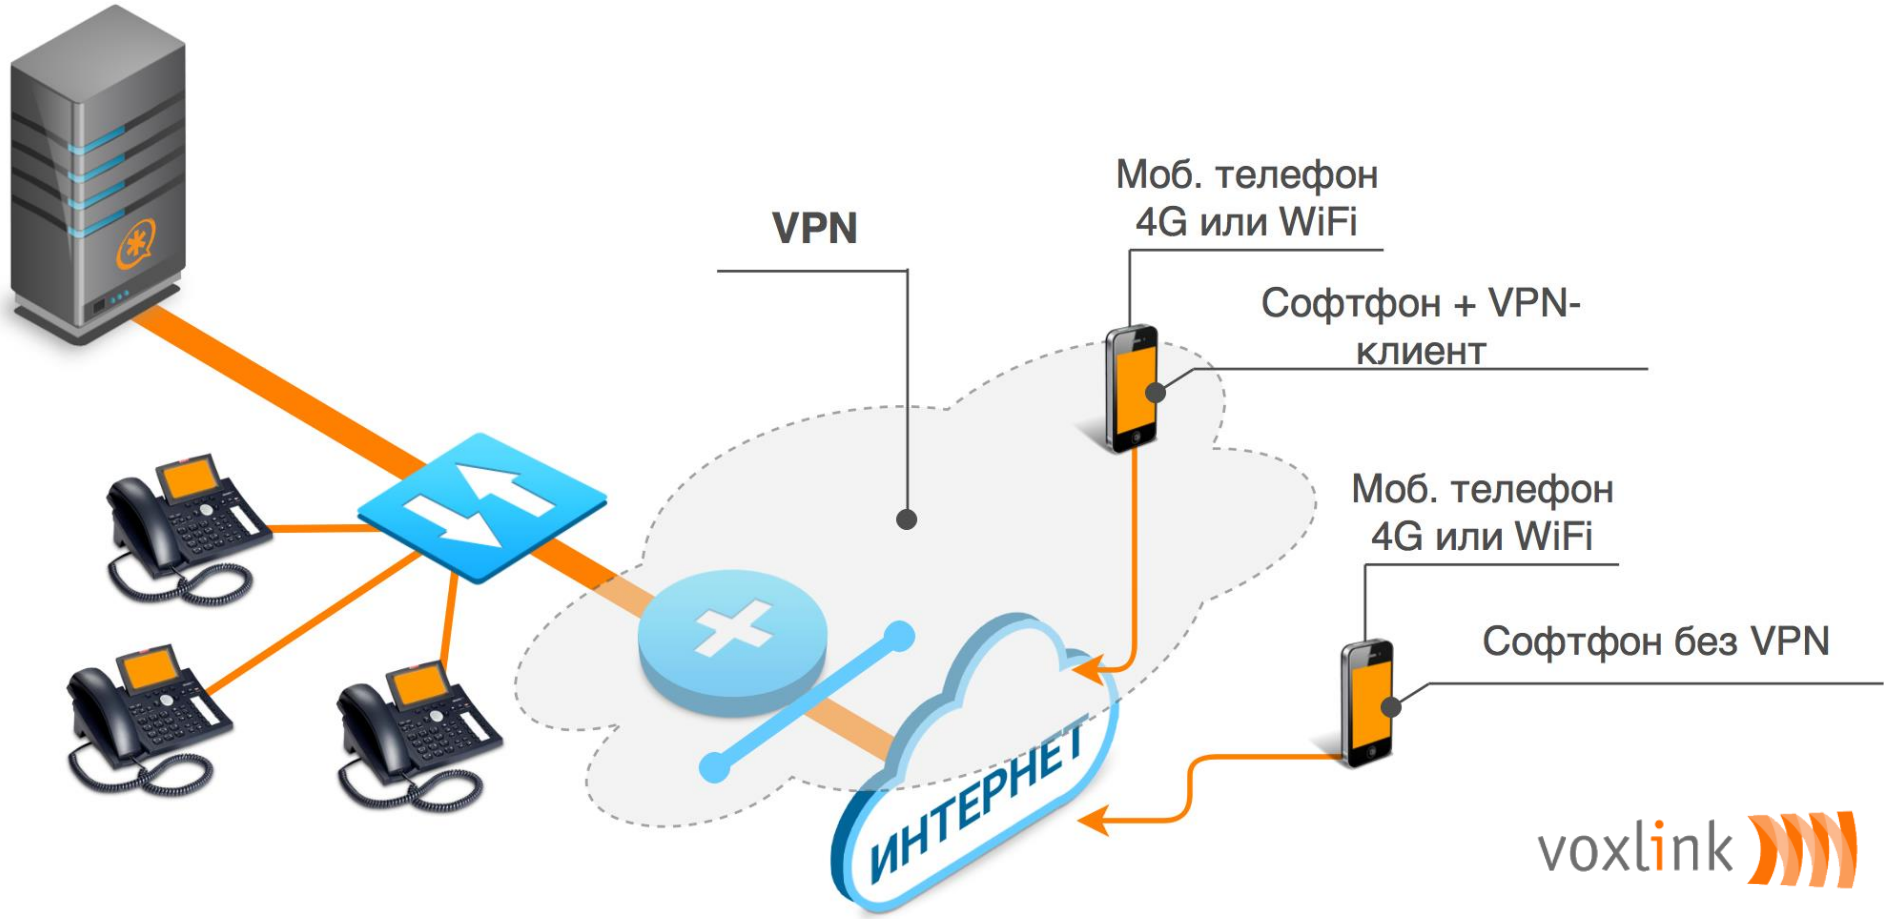 Моб. телефон
4G или WiFi
VPN
Софтфон + VPN-
клиент
Моб. телефон
4G или WiFi
Софтфон без VPN
ИНТЕРНЕТ
voxlink